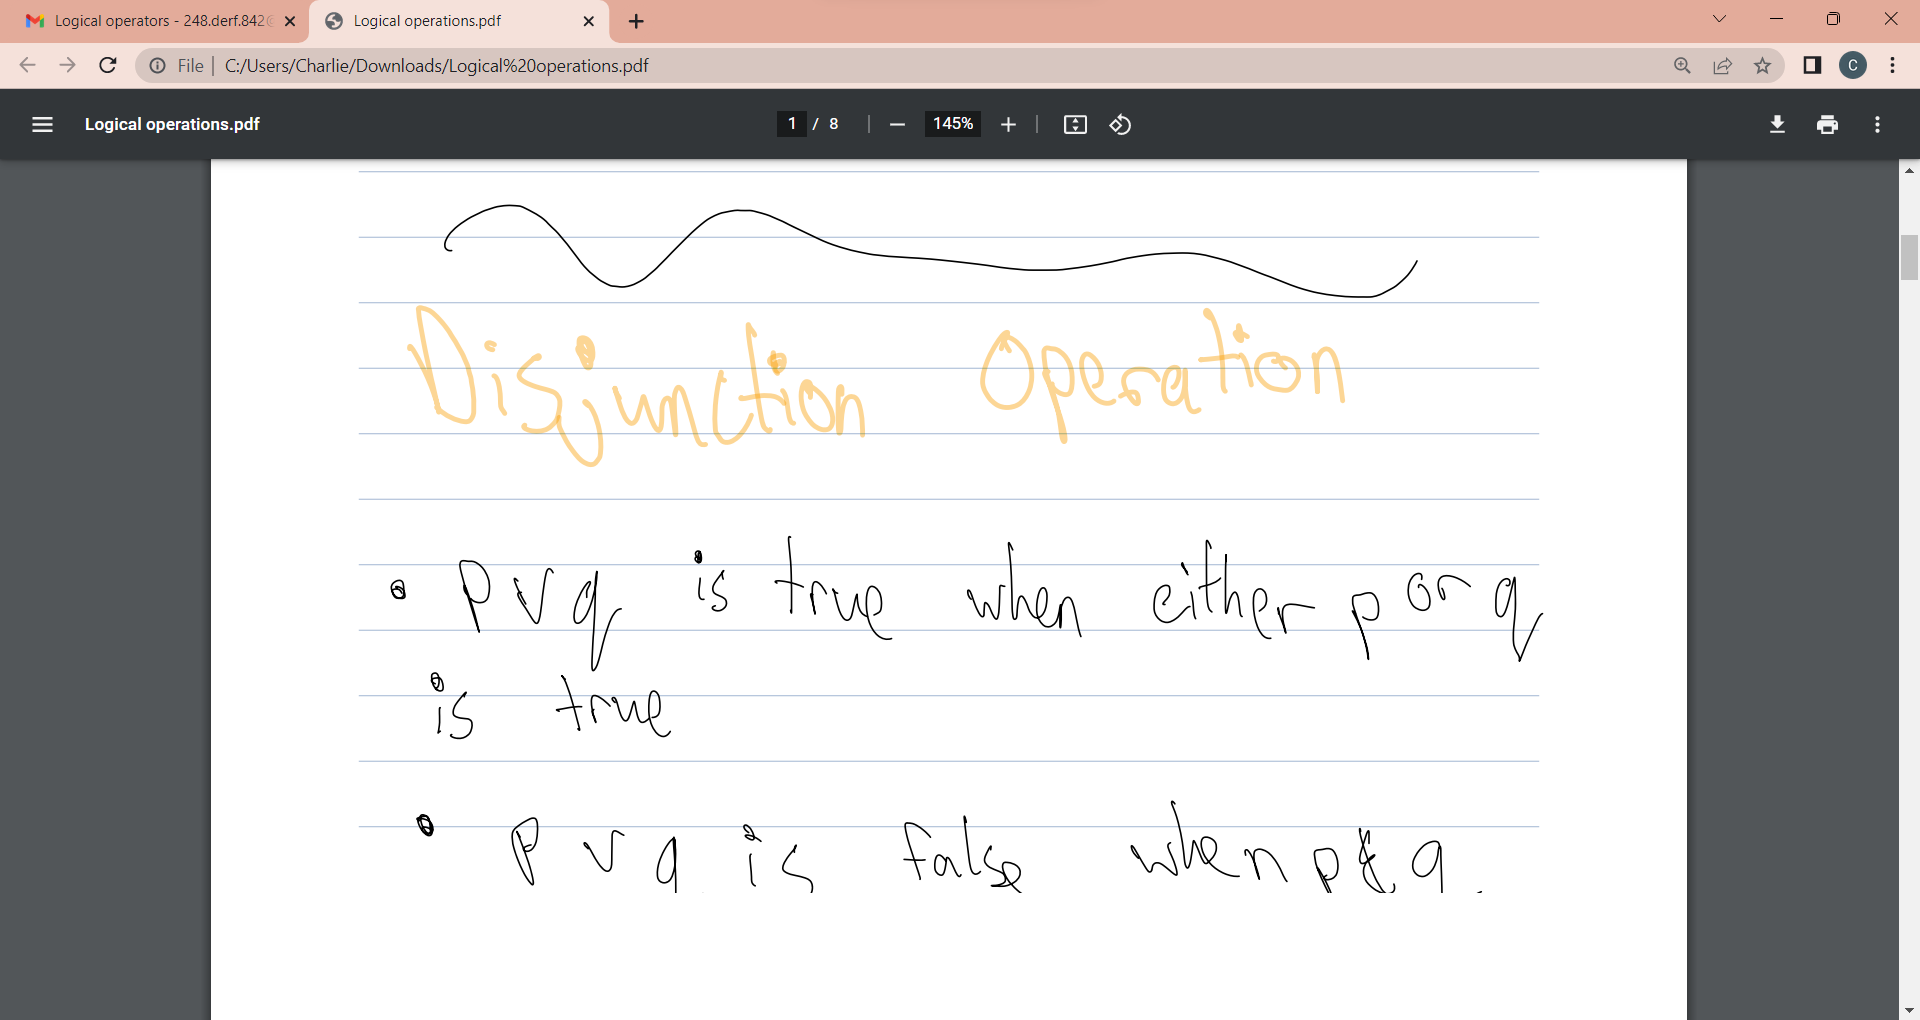 Logical operators - 248.derf.842@
Logical operations.pdf
File | C:/Users/Charlie/Downloads/Logical%20operations.pdf
C
Logical operations.pdf
1 / 8
145%
Disjunction Operation
• p v q is true when either p or q
is true
• p v q is false when p & q